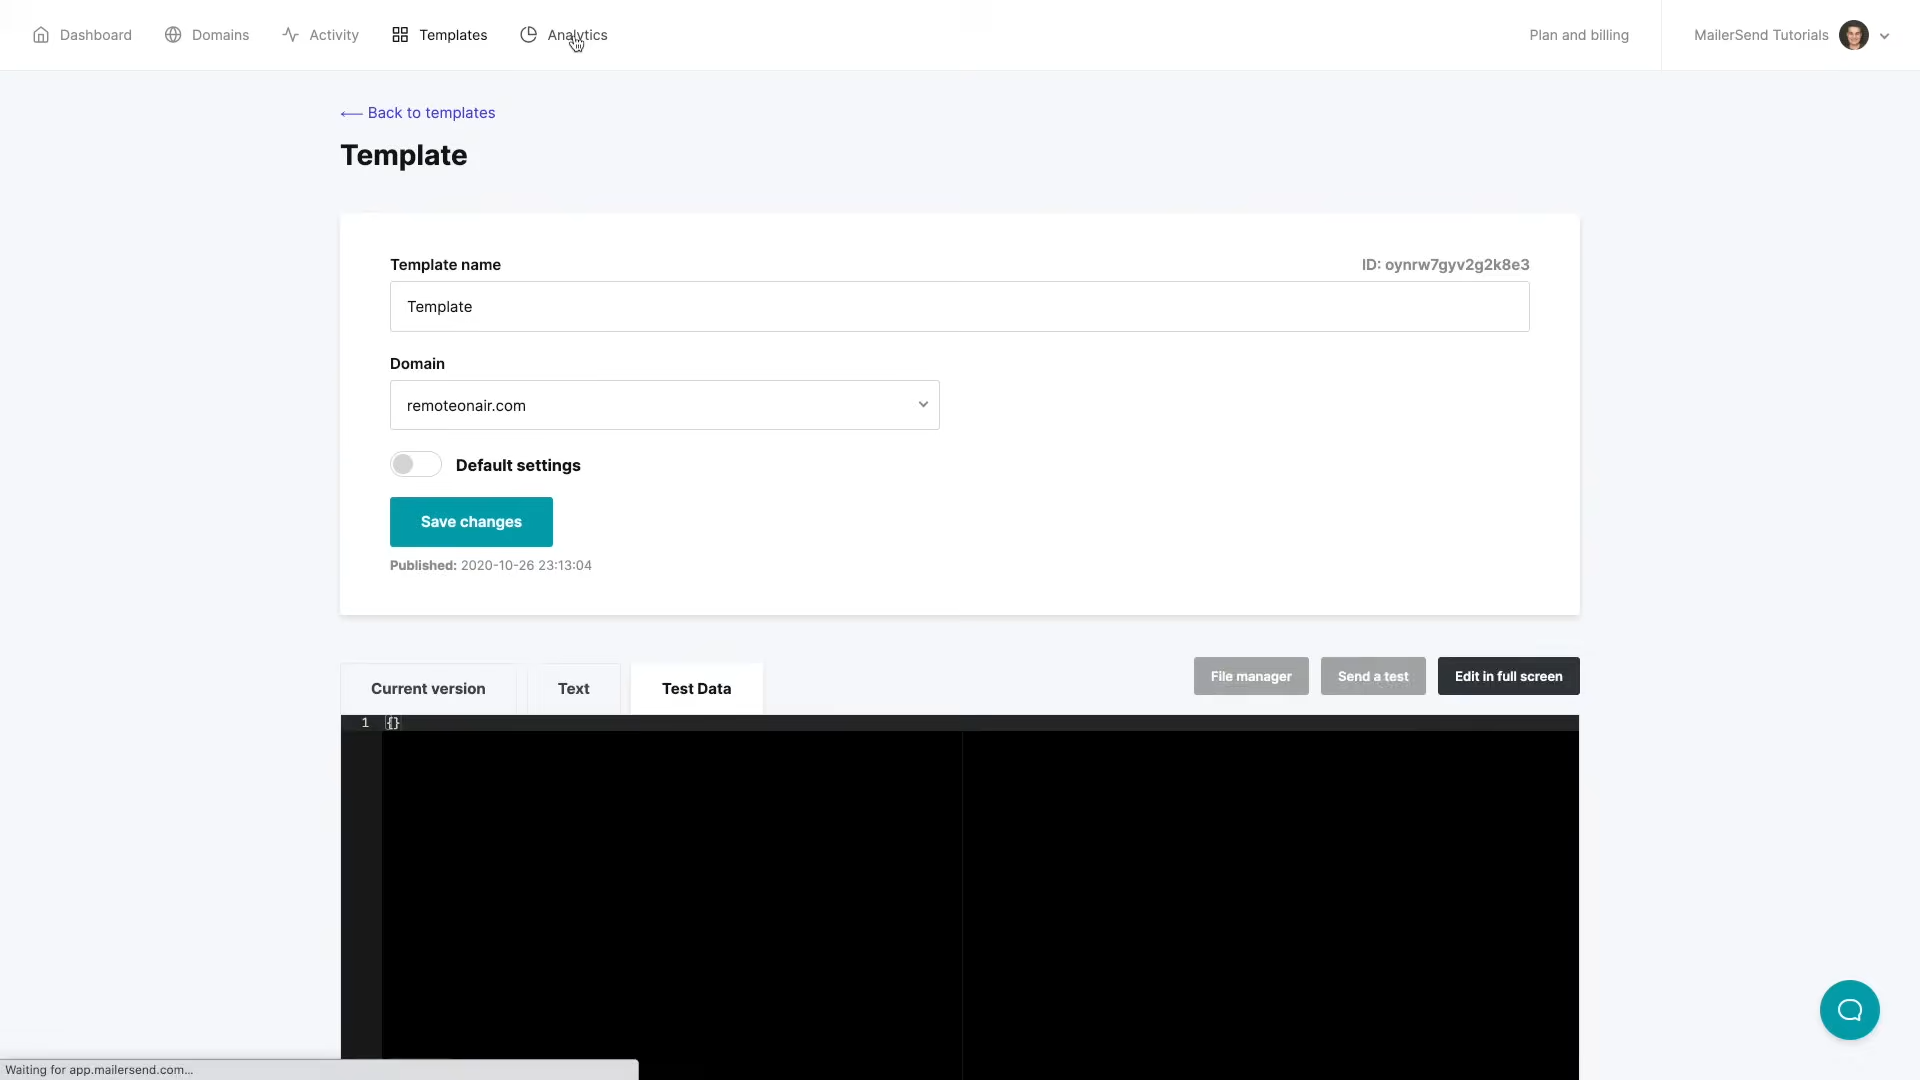 Dashboard Domains Activity Templates Analytics Plan and billing MailerSend Tutorials
Back to templates
Template
Template name ID: oynrw7gyv2g2k8e3
Template
Domain
remoteonair.com
Default settings
Save changes
Published: 2020-10-26 23:13:04
Current version Text Test Data File manager Send a test Edit in full screen
1 {}
Waiting for app.mailersend.com...